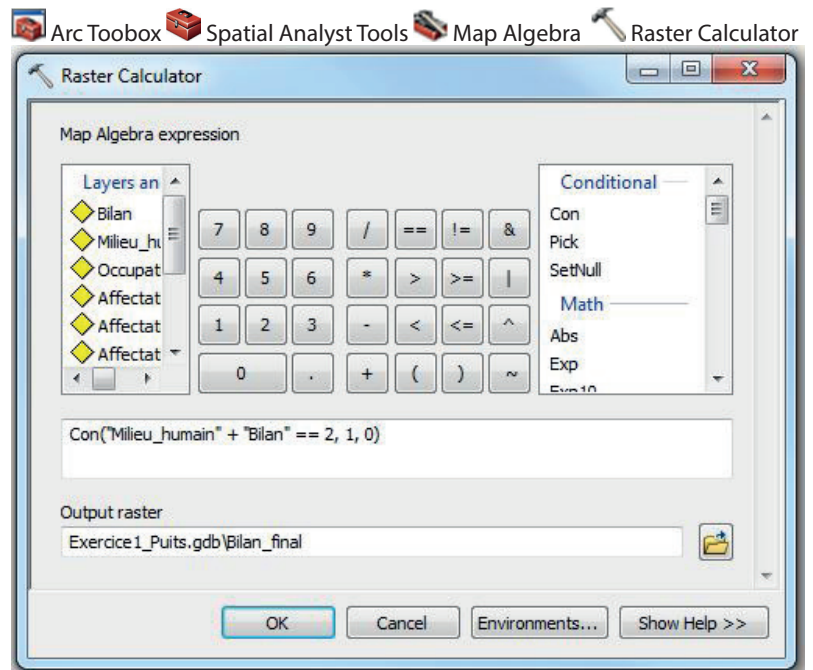 Arc Toobox Spatial Analyst Tools Map Algebra Raster Calculator
Raster Calculator
Map Algebra expression
Layers an
Bilan
Milieu_hu
Occupat
Affectat
Affectat
Affectat
7 8 9 / == != &
4 5 6 * > >= |
1 2 3 - < <= ^
0 . + ( ) ~
Conditional
Con
Pick
SetNull
Math
Abs
Exp
Exp10
Con("Milieu_humain" + "Bilan" == 2, 1, 0)
Output raster
Exercice1_Puits.gdb\Bilan_final
OK Cancel Environments... Show Help >>